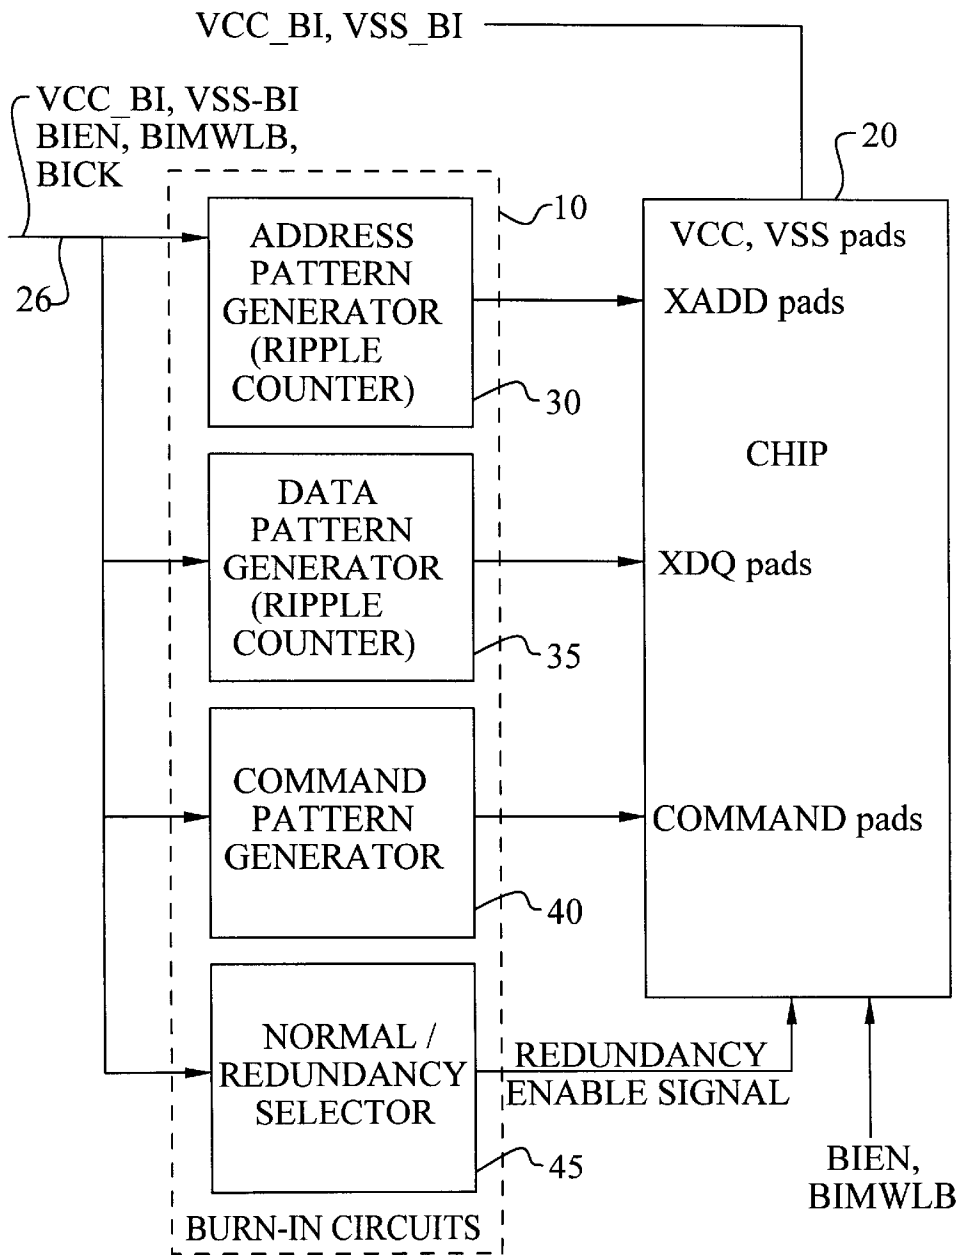 VCC_BI, VSS_BI
VCC_BI, VSS-BI
BIEN, BIMWLB,
BICK
26
10
20
ADDRESS
PATTERN
GENERATOR
(RIPPLE
COUNTER)
30
DATA
PATTERN
GENERATOR
(RIPPLE
COUNTER)
35
COMMAND
PATTERN
GENERATOR
40
NORMAL /
REDUNDANCY
SELECTOR
45
BURN-IN CIRCUITS
VCC, VSS pads
XADD pads
CHIP
XDQ pads
COMMAND pads
REDUNDANCY
ENABLE SIGNAL
BIEN,
BIMWLB